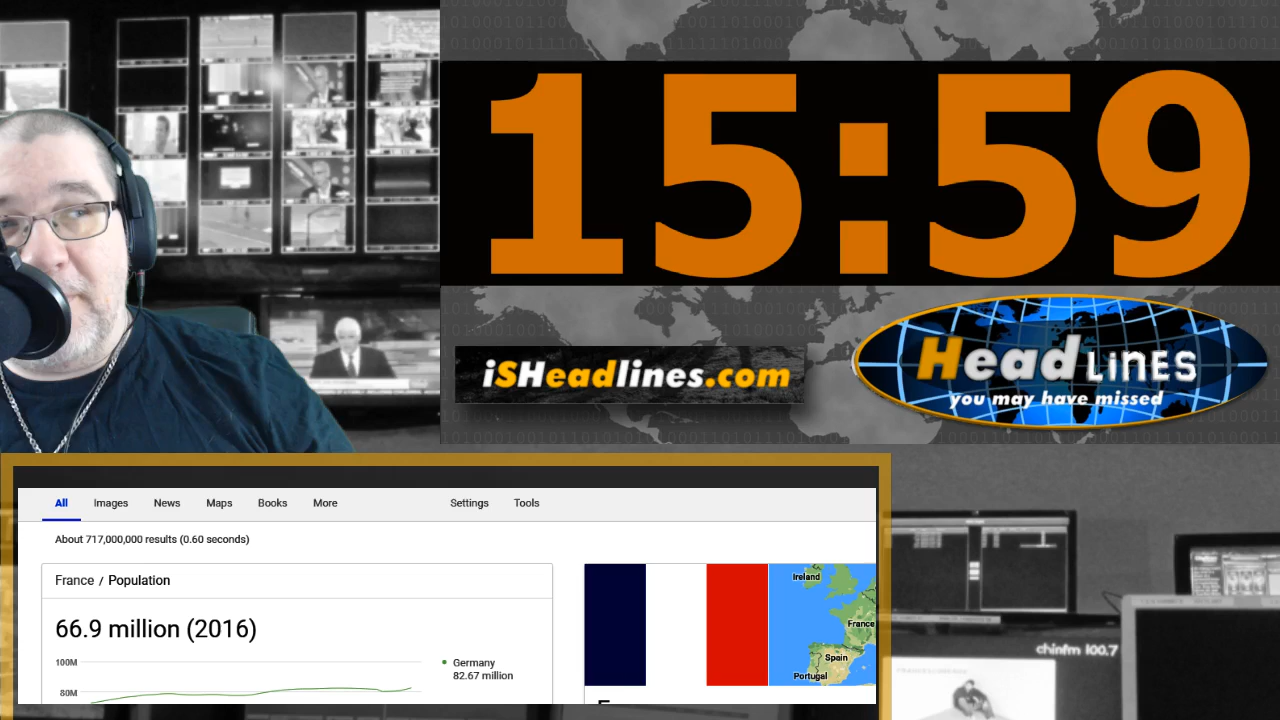 15:59
iSHeadlines.com
HeadLINES
you may have missed
All Images News Maps Books More Settings Tools
About 717,000,000 results (0.60 seconds)
France / Population
66.9 million (2016)
100M
80M
Germany
82.67 million
Ireland
France
Spain
Portugal
chinfm 100.7